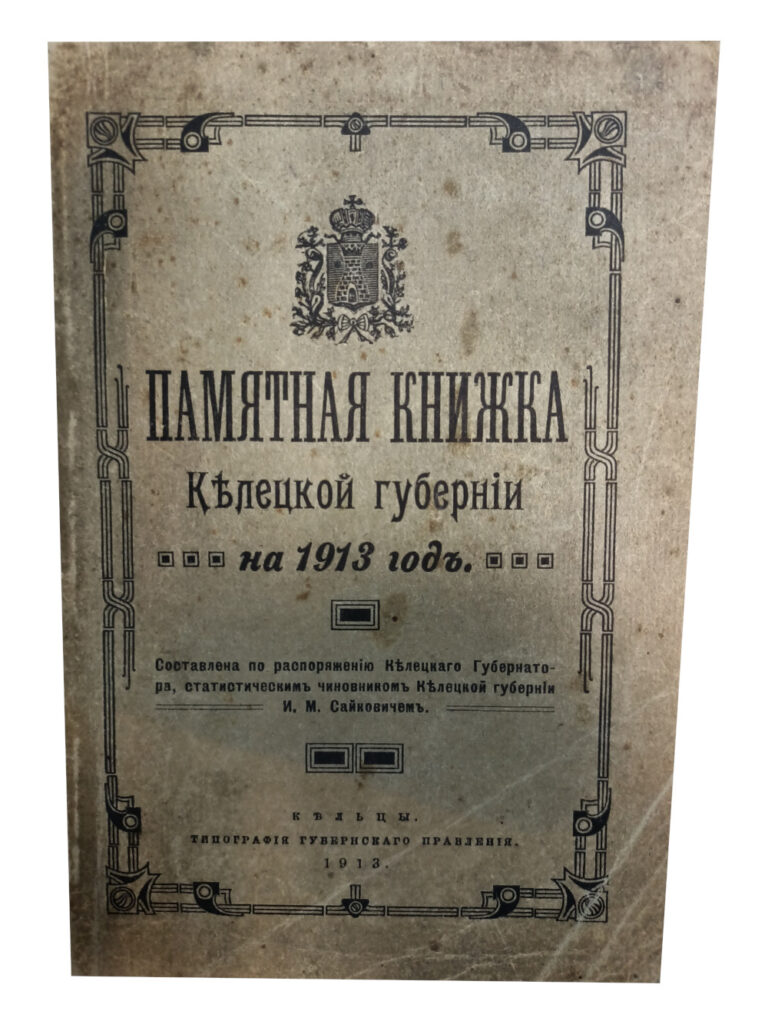 ПАМЯТНАЯ КНИЖКА
Кѣлецкой губерніи
на 1913 годъ.
Составлена по распоряженію Кѣлецкаго Губернато-
ра, статистическимъ чиновникомъ Кѣлецкой губерніи
И. М. Сайковичемъ.
КѢЛЬЦЫ.
ТИПОГРАФІЯ ГУБЕРНСКАГО ПРАВЛЕНІЯ.
1913.